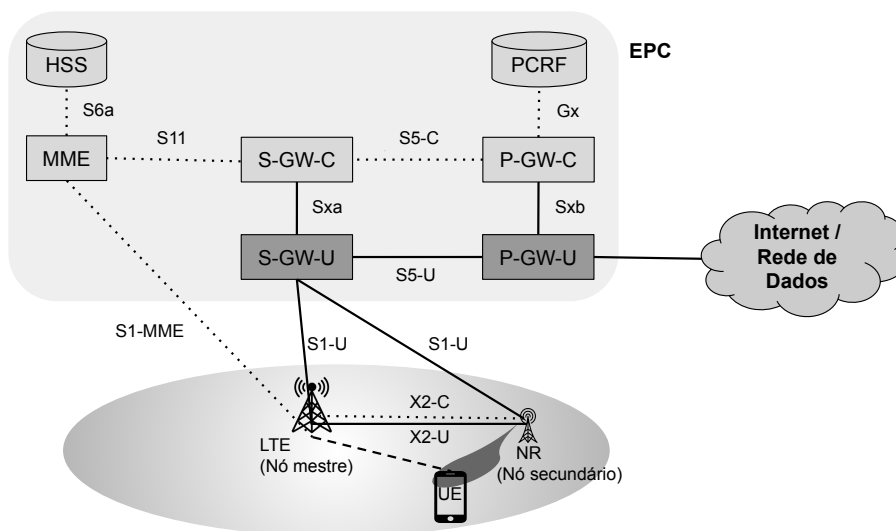 HSS
PCRF
EPC
S6a
Gx
S11
S5-C
MME
S-GW-C
P-GW-C
Sxa
Sxb
Internet /
Rede de
Dados
S-GW-U
P-GW-U
S5-U
S1-MME
S1-U
S1-U
X2-C
X2-U
LTE
(Nó mestre)
NR
(Nó secundário)
UE